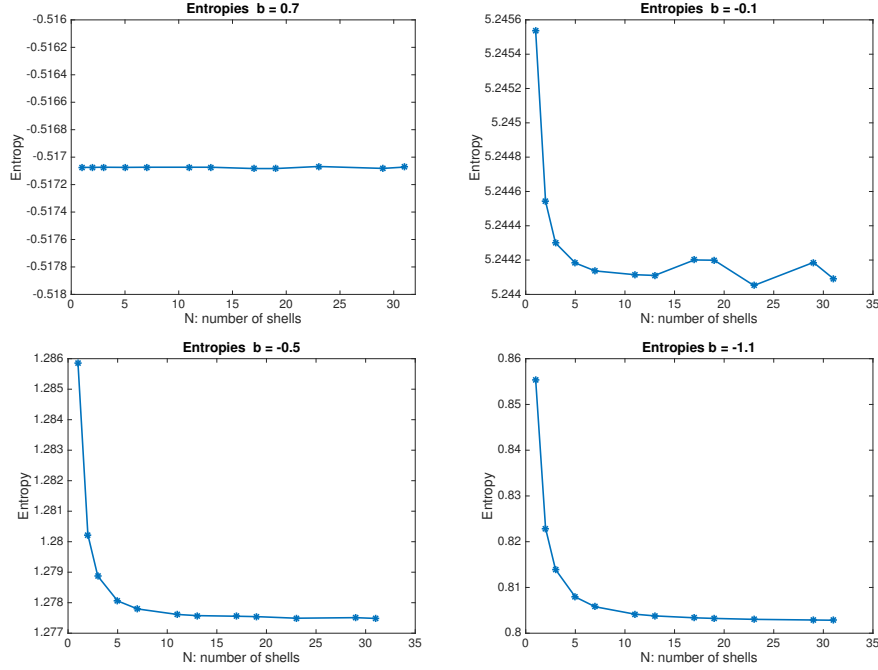 Entropies  b = 0.7
-0.516
-0.5162
-0.5164
-0.5166
-0.5168
-0.517
-0.5172
-0.5174
-0.5176
-0.5178
-0.518
Entropy
0 5 10 15 20 25 30
N: number of shells
Entropies  b = -0.1
5.2456
5.2454
5.2452
5.245
5.2448
5.2446
5.2444
5.2442
5.244
Entropy
0 5 10 15 20 25 30 35
N: number of shells
Entropies  b = -0.5
1.286
1.285
1.284
1.283
1.282
1.281
1.28
1.279
1.278
1.277
Entropy
0 5 10 15 20 25 30 35
N: number of shells
Entropies b = -1.1
0.86
0.85
0.84
0.83
0.82
0.81
0.8
Entropy
0 5 10 15 20 25 30 35
N: number of shells